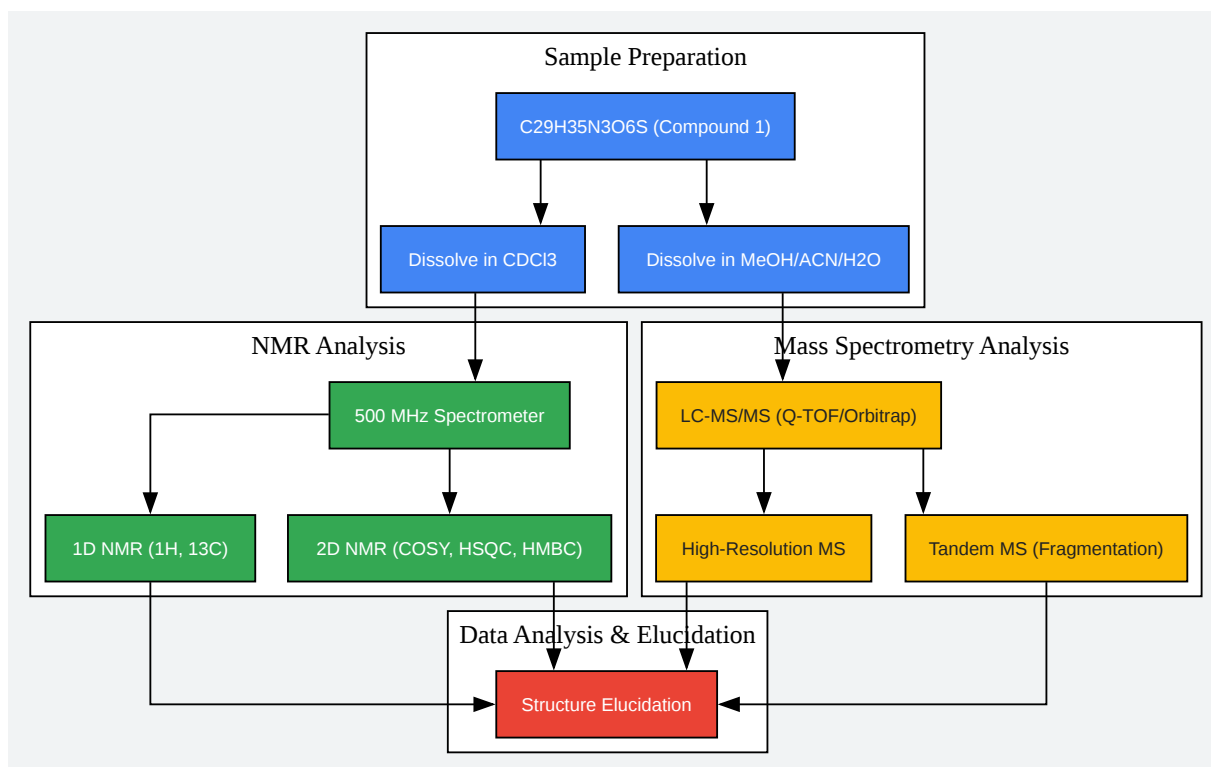 Sample Preparation
C29H35N3O6S (Compound 1)
Dissolve in CDCl3
Dissolve in MeOH/ACN/H2O
NMR Analysis
Mass Spectrometry Analysis
500 MHz Spectrometer
LC-MS/MS (Q-TOF/Orbitrap)
1D NMR (1H, 13C)
2D NMR (COSY, HSQC, HMBC)
High-Resolution MS
Tandem MS (Fragmentation)
Data Analysis & Elucidation
Structure Elucidation